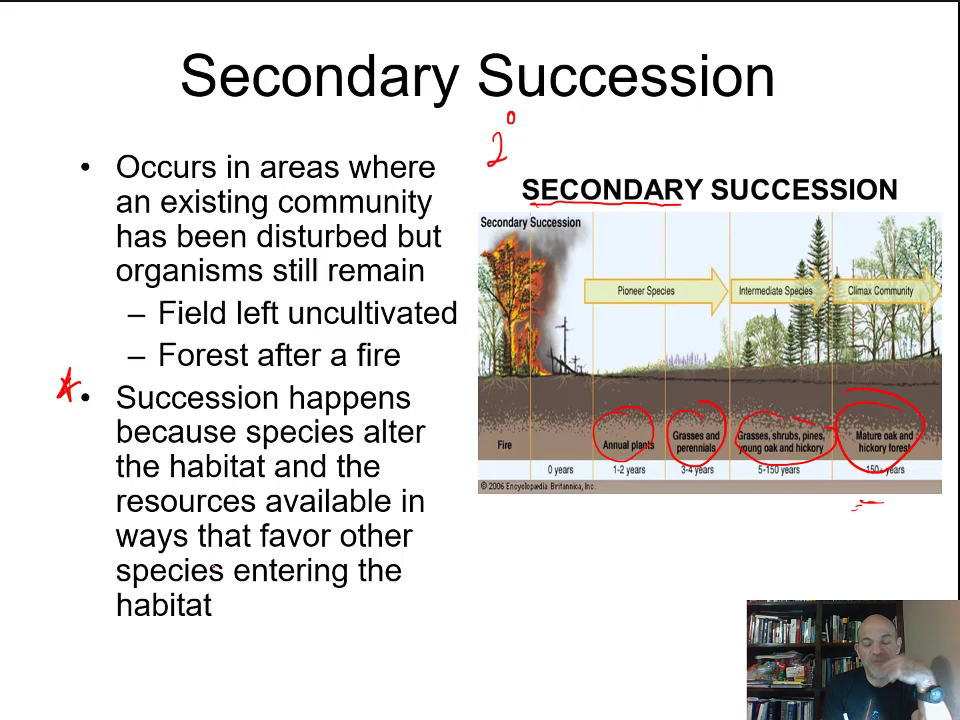 Secondary Succession
2°
• Occurs in areas where
an existing community
has been disturbed but
organisms still remain
– Field left uncultivated
– Forest after a fire
• Succession happens
because species alter
the habitat and the
resources available in
ways that favor other
species entering the
habitat
SECONDARY SUCCESSION
Secondary Succession
Pioneer Species
Intermediate Species
Climax Community
Fire
Annual plants
Grasses and
perennials
Grasses, shrubs, pines,
young oak and hickory
Mature oak and
hickory forest
0 years
1-2 years
3-4 years
5-150 years
150+ years
© 2006 Encyclopædia Britannica, Inc.